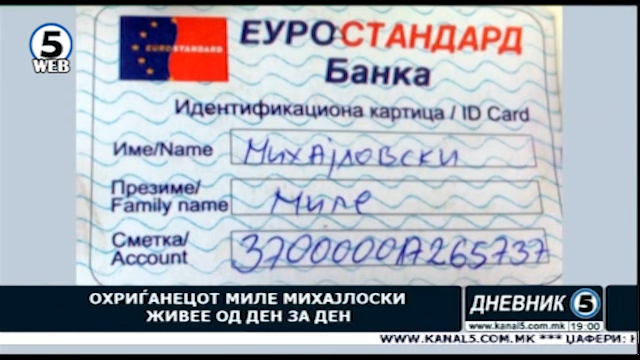 5
WEB
EUROSTANDARD
ЕУРОСТАНДАРД
Банка
Идентификациона картица / ID Card
Име/Name Михајловски
Презиме/
Family name Миле
Сметка/
Account
ОХРИЃАНЕЦОТ МИЛЕ МИХАЈЛОСКИ
ЖИВЕЕ ОД ДЕН ЗА ДЕН
ДНЕВНИК 5
www.kanal5.com.mk 19:00
WWW.KANAL5.COM.MK *** ЏАФЕРИ: